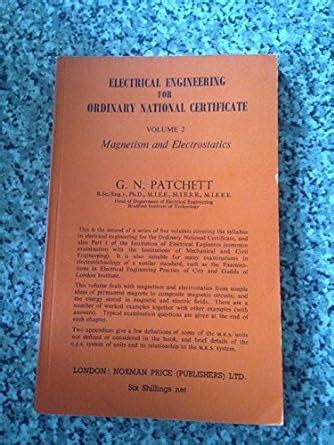 ELECTRICAL ENGINEERING
FOR
ORDINARY NATIONAL CERTIFICATE
VOLUME 2
Magnetism and Electrostatics
G. N. PATCHETT
B.Sc.(Eng.), Ph.D., M.I.E.E., M.I.E.R.E., M.I.E.E.E.
Head of Department of Electrical Engineering
Bradford Institute of Technology
This is the second of a series of five volumes covering the syllabus
in electrical engineering for the Ordinary National Certificate, and
also Part I of the Institution of Electrical Engineers (common
examination with the Institutions of Mechanical and Civil
Engineering). It is also suitable for many examinations in
electrotechnology of a similar standard, such as the Examina-
tions in Electrical Engineering Practice of City and Guilds of
London Institute.
This volume deals with magnetism and electrostatics from simple
ideas of permanent magnets to composite magnetic circuits; and
the energy stored in magnetic and electric fields. There are a
number of worked examples together with other examples (with
answers). Typical examination questions are given at the end
of each chapter.
Two appendices give a few definitions of some of the M.K.S. units
not defined or considered in the book, and brief details of the
c.g.s. system of units and its relationship to the M.K.S. system.
LONDON: NORMAN PRICE (PUBLISHERS) LTD.
Six Shillings net